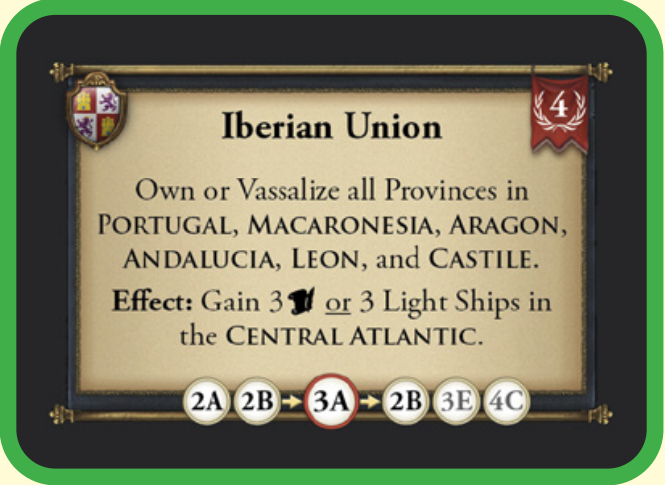 4
Iberian Union
Own or Vassalize all Provinces in
PORTUGAL, MACARONESIA, ARAGON,
ANDALUCIA, LEON, and CASTILE.
Effect: Gain 3 or 3 Light Ships in
the CENTRAL ATLANTIC.
2A 2B 3A 2B 3E 4C